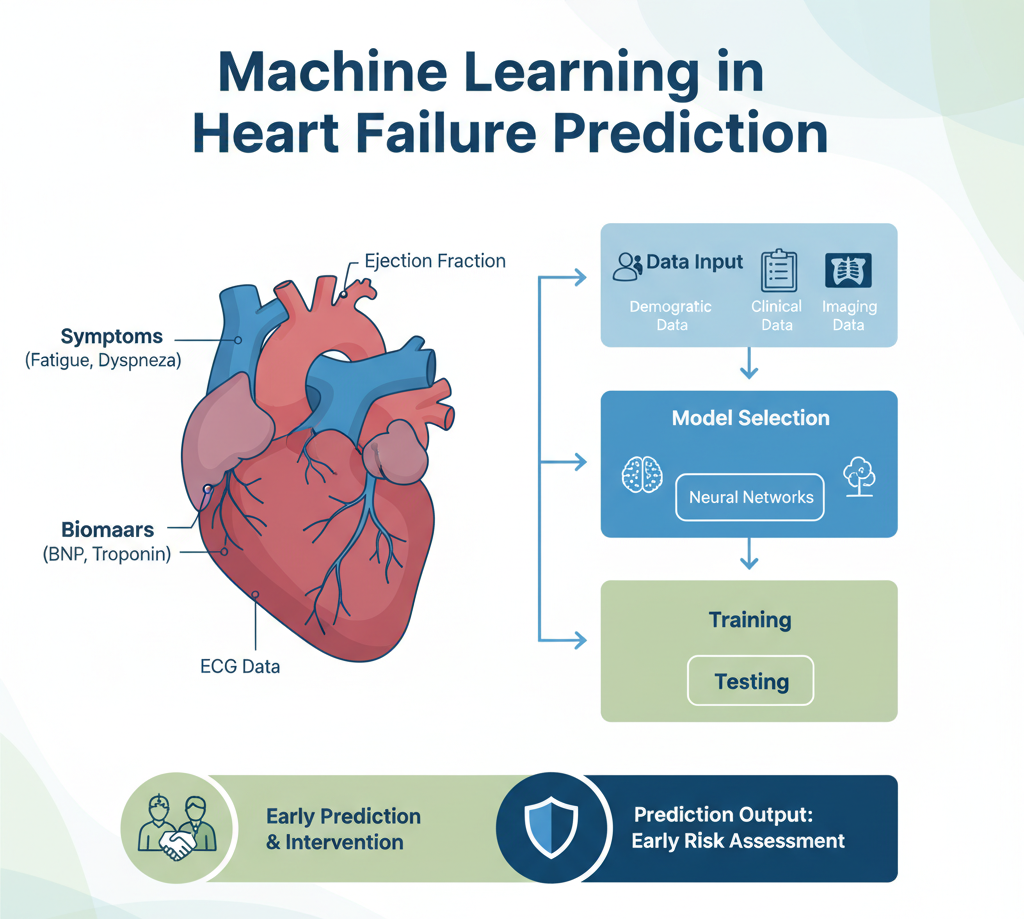 Machine Learning in
Heart Failure Prediction
Ejection Fraction
Symptoms
(Fatigue, Dyspneza)
Biomaars
(BNP, Troponin)
ECG Data
Data Input
Demogratic
Data
Clinical
Data
Imaging
Data
Model Selection
Neural Networks
Training
Testing
Early Prediction
& Intervention
Prediction Output:
Early Risk Assessment